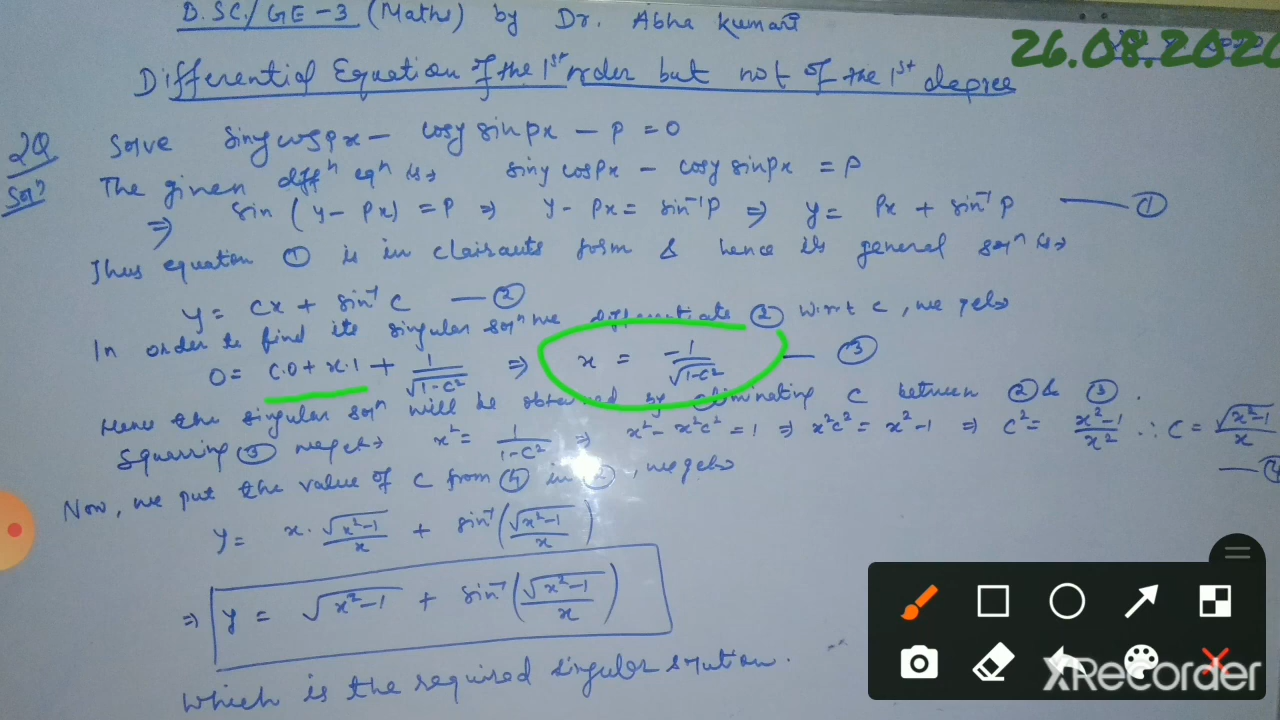 B.SC./GE-3 (Maths) by Dr. Abha Kumari
26.08.2020
Differential Equation of the 1st order but not of the 1st degree
2Q Solve siny cospx - cosy sinpx - P = 0
Solⁿ The given diffⁿ eqⁿ is→ siny cospx - cosy sinpx = P
⇒ sin (y - px) = P ⇒ y - px = sin⁻¹p ⇒ y = Px + sin⁻¹p — ①
Thus equation ① is in clairauts form & hence its general solⁿ is→
y = cx + sin⁻¹ c — ②
In order to find its singular solⁿ we differentiate ② w.r.t c, we get→
0 = c.0 + x.1 + 1/√(1-c²) ⇒ x = -1/√(1-c²) — ③
Hence the singular solⁿ will be obtained by eliminating c between ② & ③.
Squarring ③ we get→ x² = 1/(1-c²) ⇒ x² - x²c² = 1 ⇒ x²c² = x²-1 ⇒ c² = (x²-1)/x² ∴ c = √(x²-1)/x
— ④
Now, we put the value of c from ④ in ②, we get→
y = x. √(x²-1)/x + sin⁻¹(√(x²-1)/x)
⇒ y = √(x²-1) + sin⁻¹(√(x²-1)/x)
Which is the required singular solution.
XRecorder